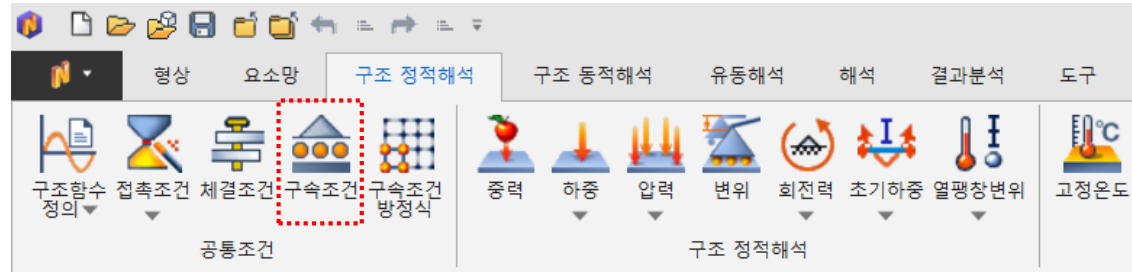 형상 요소망 구조 정적해석 구조 동적해석 유동해석 해석 결과분석 도구
℃
구조함수 접촉조건 체결조건 구속조건 구속조건 중력 하중 압력 변위 회전력 초기하중 열팽창변위 고정온도
정의 방정식
공통조건 구조 정적해석